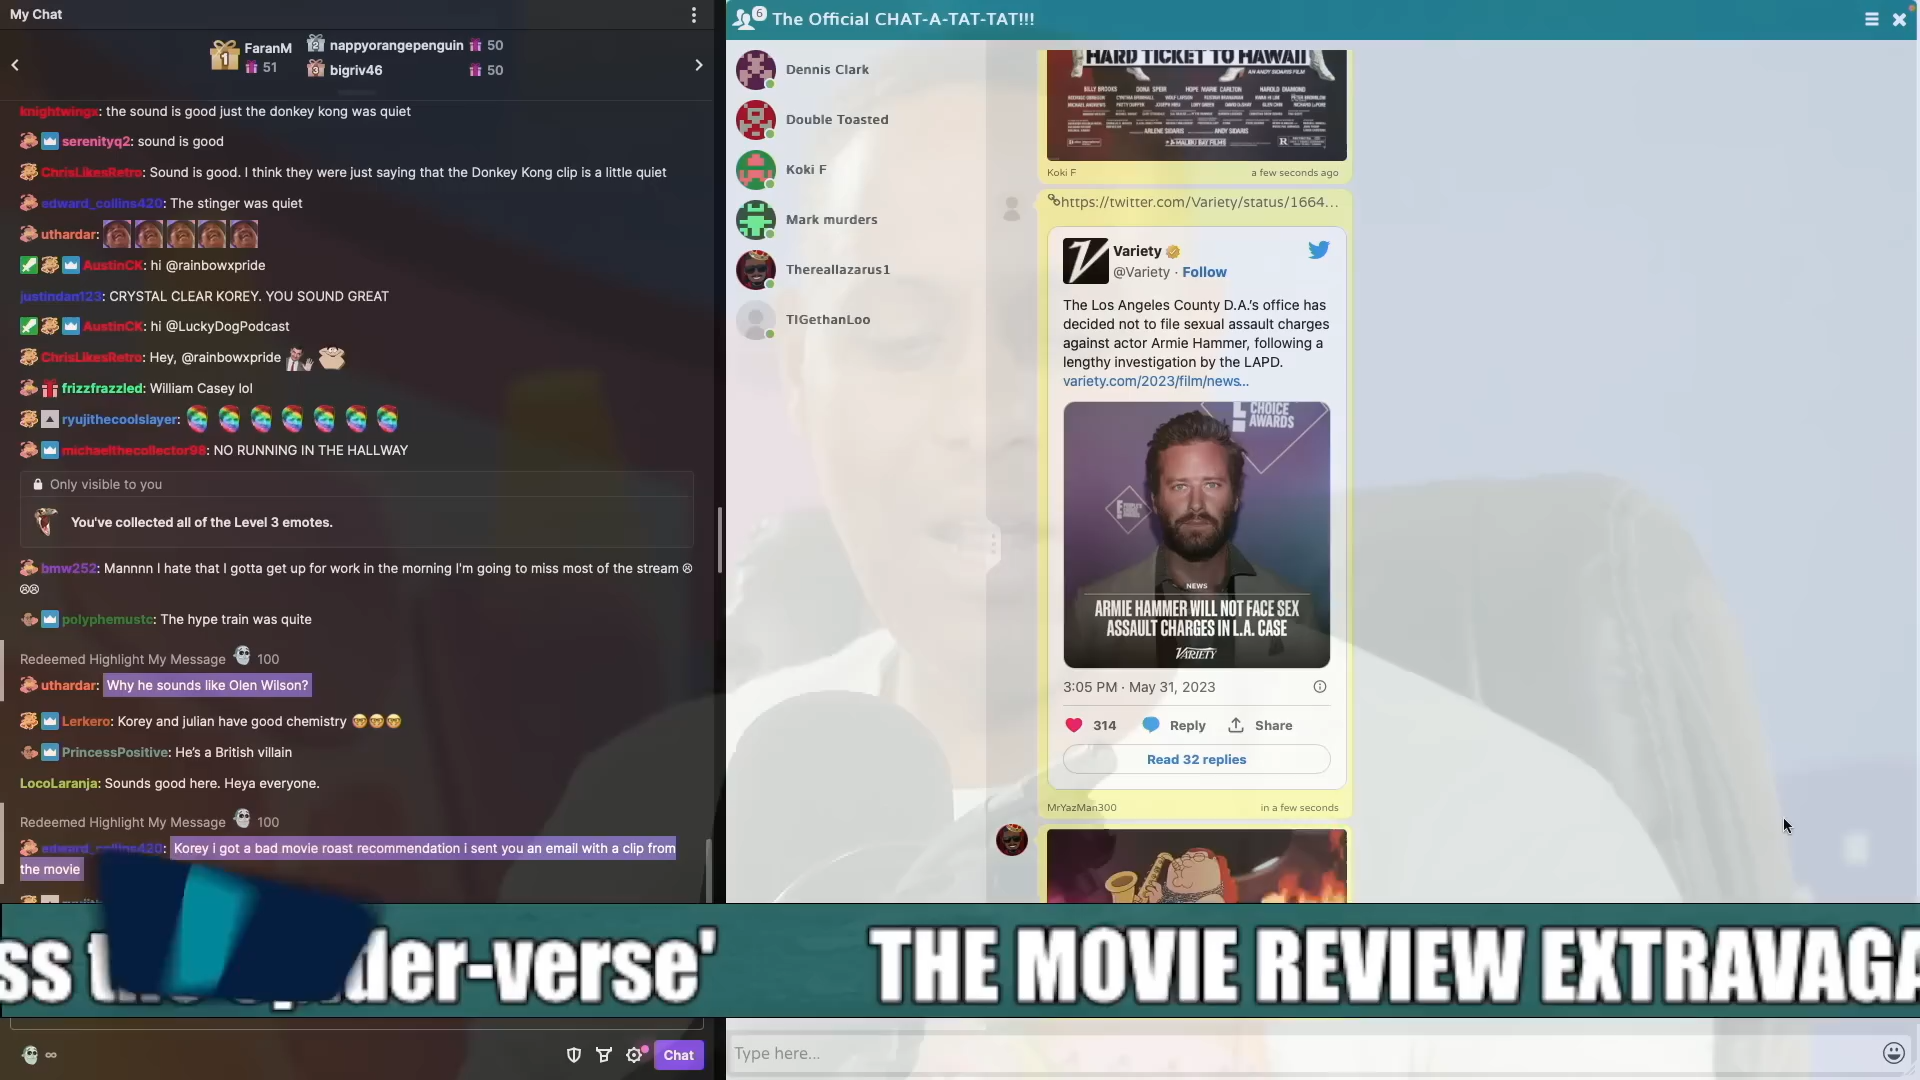 My Chat
FaranM
51
nappyorangepenguin 50
bigriv46 50
knightwingx: the sound is good just the donkey kong was quiet
serenityq2: sound is good
ChrisLikesRetro: Sound is good. I think they were just saying that the Donkey Kong clip is a little quiet
edward_collins420: The stinger was quiet
uthardar:
AustinCK: hi @rainbowxpride
justindan123: CRYSTAL CLEAR KOREY. YOU SOUND GREAT
AustinCK: hi @LuckyDogPodcast
ChrisLikesRetro: Hey, @rainbowxpride
frizzfrazzled: William Casey lol
ryujithecoolslayer:
michaelthecollector98: NO RUNNING IN THE HALLWAY
Only visible to you
You've collected all of the Level 3 emotes.
bmw252: Mannnn I hate that I gotta get up for work in the morning I'm going to miss most of the stream ☹
☹☹
polyphemustc: The hype train was quite
Redeemed Highlight My Message 100
uthardar: Why he sounds like Olen Wilson?
Lerkero: Korey and julian have good chemistry
PrincessPositive: He's a British villain
LocoLaranja: Sounds good here. Heya everyone.
Redeemed Highlight My Message 100
edward_collins420: Korey i got a bad movie roast recommendation i sent you an email with a clip from
the movie
∞
Chat
6 The Official CHAT-A-TAT-TAT!!!
Dennis Clark
Double Toasted
Koki F
Mark murders
Thereallazarus1
TIGethanLoo
HARD TICKET TO HAWAII
AN ANDY SIDARIS FILM
Koki F a few seconds ago
https://twitter.com/Variety/status/1664...
Variety
@Variety · Follow
The Los Angeles County D.A.'s office has
decided not to file sexual assault charges
against actor Armie Hammer, following a
lengthy investigation by the LAPD.
variety.com/2023/film/news...
CHOICE
AWARDS
NEWS
ARMIE HAMMER WILL NOT FACE SEX
ASSAULT CHARGES IN L.A. CASE
VARIETY
3:05 PM · May 31, 2023
314 Reply Share
Read 32 replies
MrYazMan300 in a few seconds
der-verse' THE MOVIE REVIEW EXTRAVAGA
Type here...